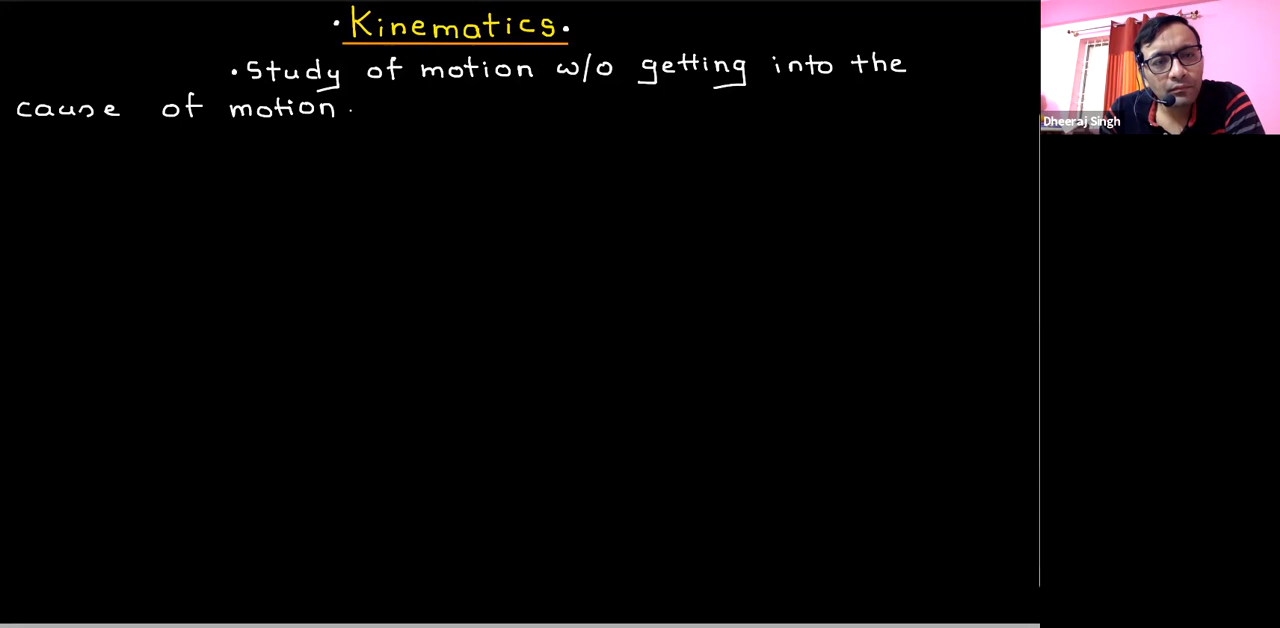 · Kinematics.
· Study of motion w/o getting into the
cause of motion.
Dheeraj Singh